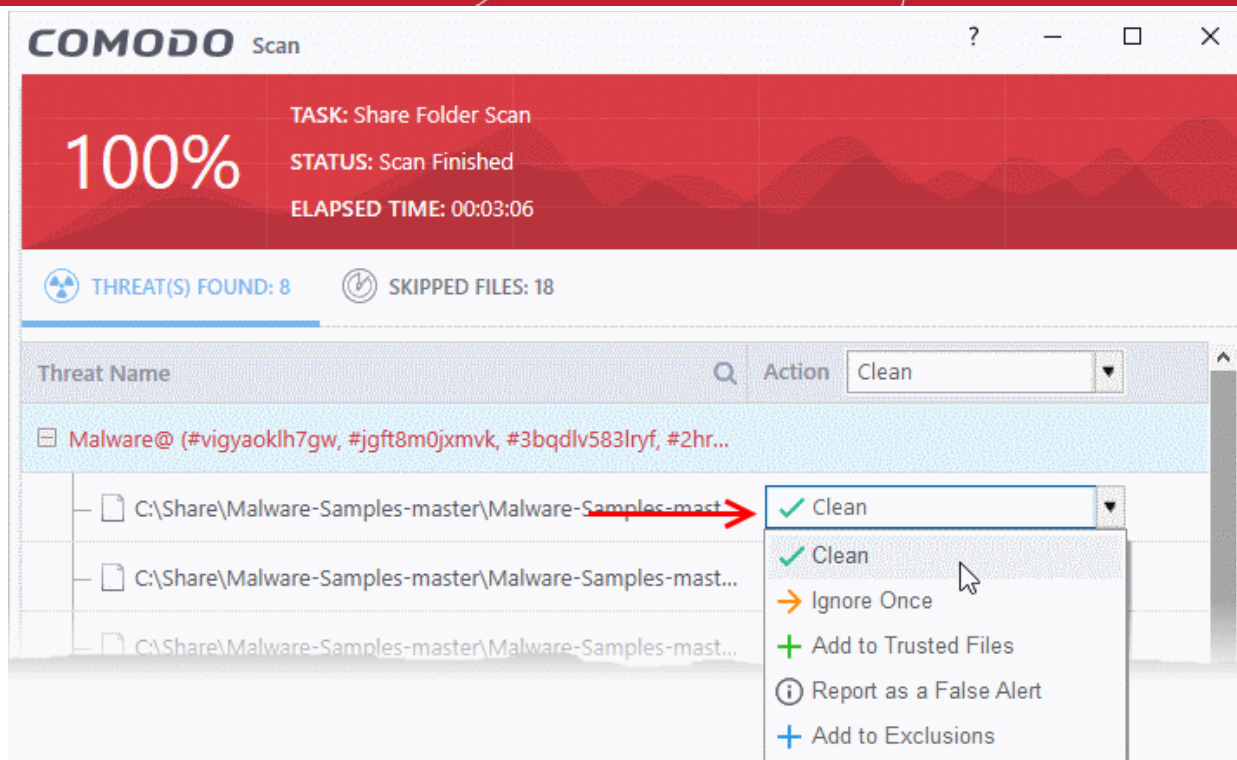 COMODO Scan
?
100%
TASK: Share Folder Scan
STATUS: Scan Finished
ELAPSED TIME: 00:03:06
THREAT(S) FOUND: 8 SKIPPED FILES: 18
Threat Name Action Clean
Malware@ (#vigyaoklh7gw, #jgft8m0jxmvk, #3bqdlv583lryf, #2hr...
C:\Share\Malware-Samples-master\Malware-Samples-mast... Clean
C:\Share\Malware-Samples-master\Malware-Samples-mast...
C:\Share\Malware-Samples-master\Malware-Samples-mast...
Clean
Ignore Once
Add to Trusted Files
Report as a False Alert
Add to Exclusions